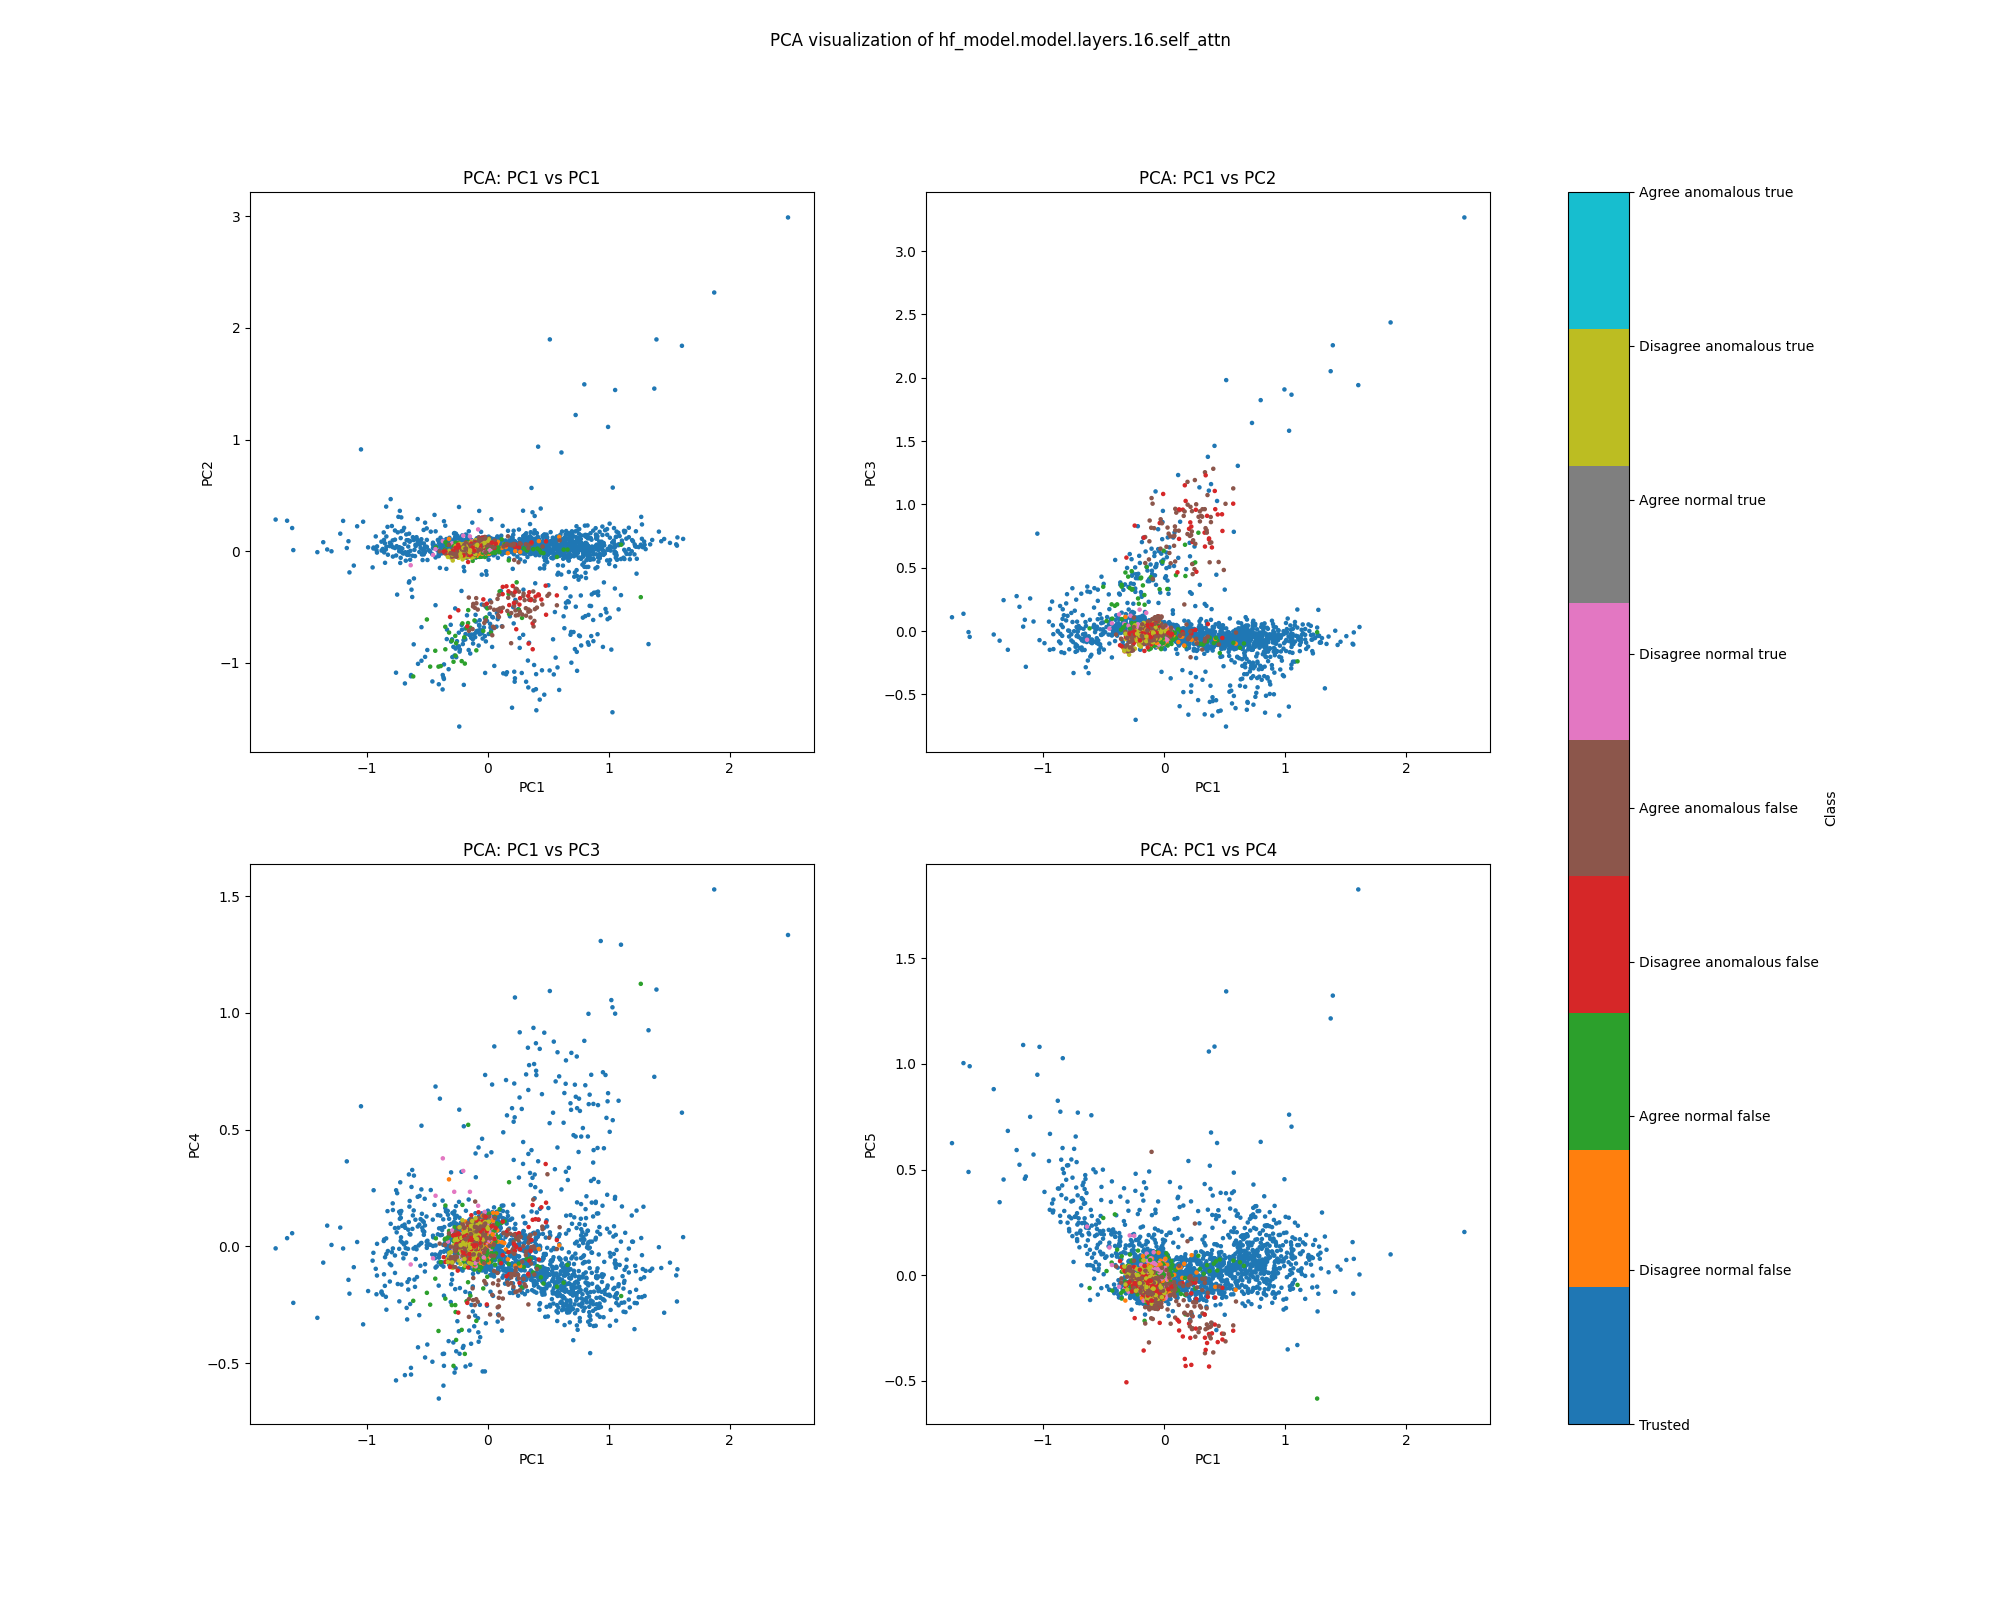 PCA visualization of hf_model.model.layers.16.self_attn
PCA: PC1 vs PC1
3
2
1
0
−1
PC2
−1
0
1
2
PC1
PCA: PC1 vs PC2
3.0
2.5
2.0
1.5
1.0
0.5
0.0
−0.5
PC3
−1
0
1
2
PC1
PCA: PC1 vs PC3
1.5
1.0
0.5
0.0
−0.5
PC4
−1
0
1
2
PC1
PCA: PC1 vs PC4
1.5
1.0
0.5
0.0
−0.5
PC5
−1
0
1
2
PC1
Agree anomalous true
Disagree anomalous true
Agree normal true
Disagree normal true
Agree anomalous false
Disagree anomalous false
Agree normal false
Disagree normal false
Trusted
Class